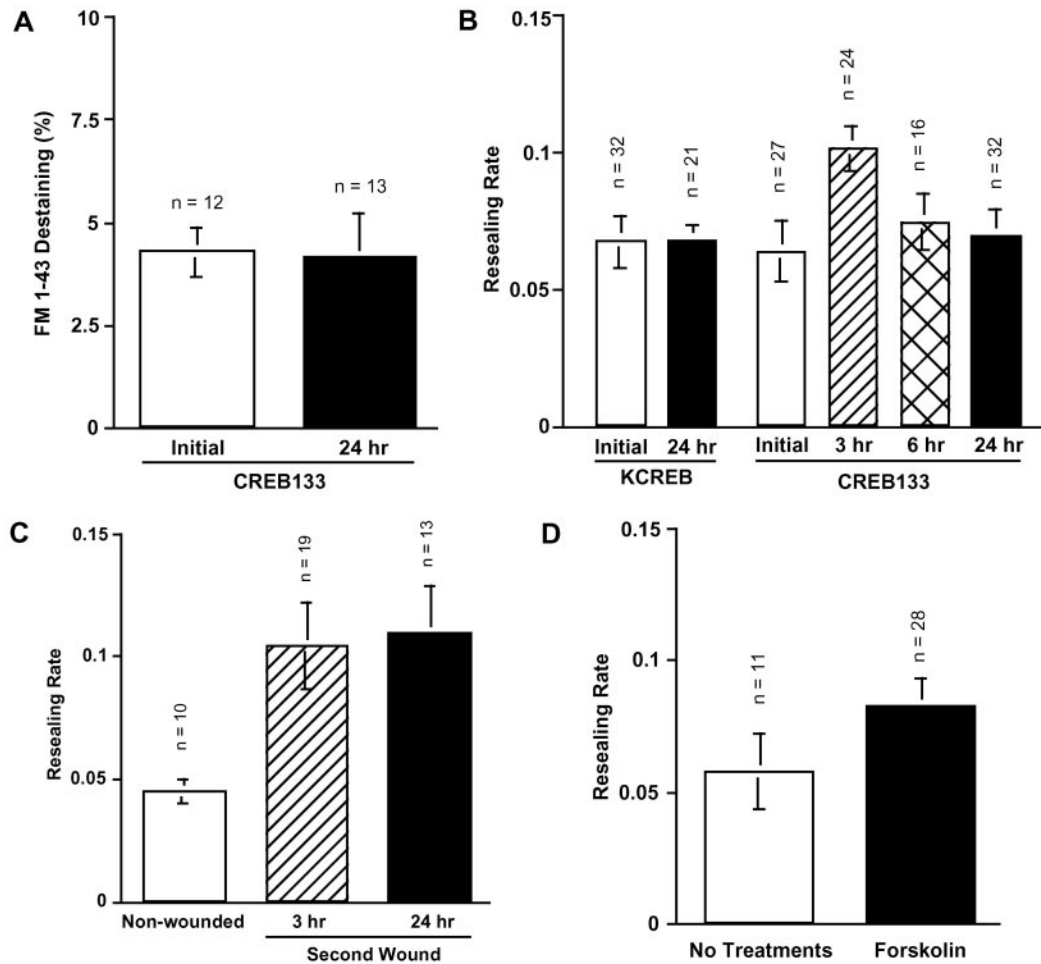 A
10
7.5
5
2.5
0
FM 1-43 Destaining (%)
n = 12
n = 13
Initial 24 hr
CREB133
B
0.15
0.1
0.05
0
Resealing Rate
n = 32
n = 21
n = 27
n = 24
n = 16
n = 32
Initial 24 hr Initial 3 hr 6 hr 24 hr
KCREB CREB133
C
0.15
0.1
0.05
0
Resealing Rate
n = 10
n = 19
n = 13
Non-wounded 3 hr 24 hr
Second Wound
D
0.15
0.1
0.05
0
Resealing Rate
n = 11
n = 28
No Treatments Forskolin